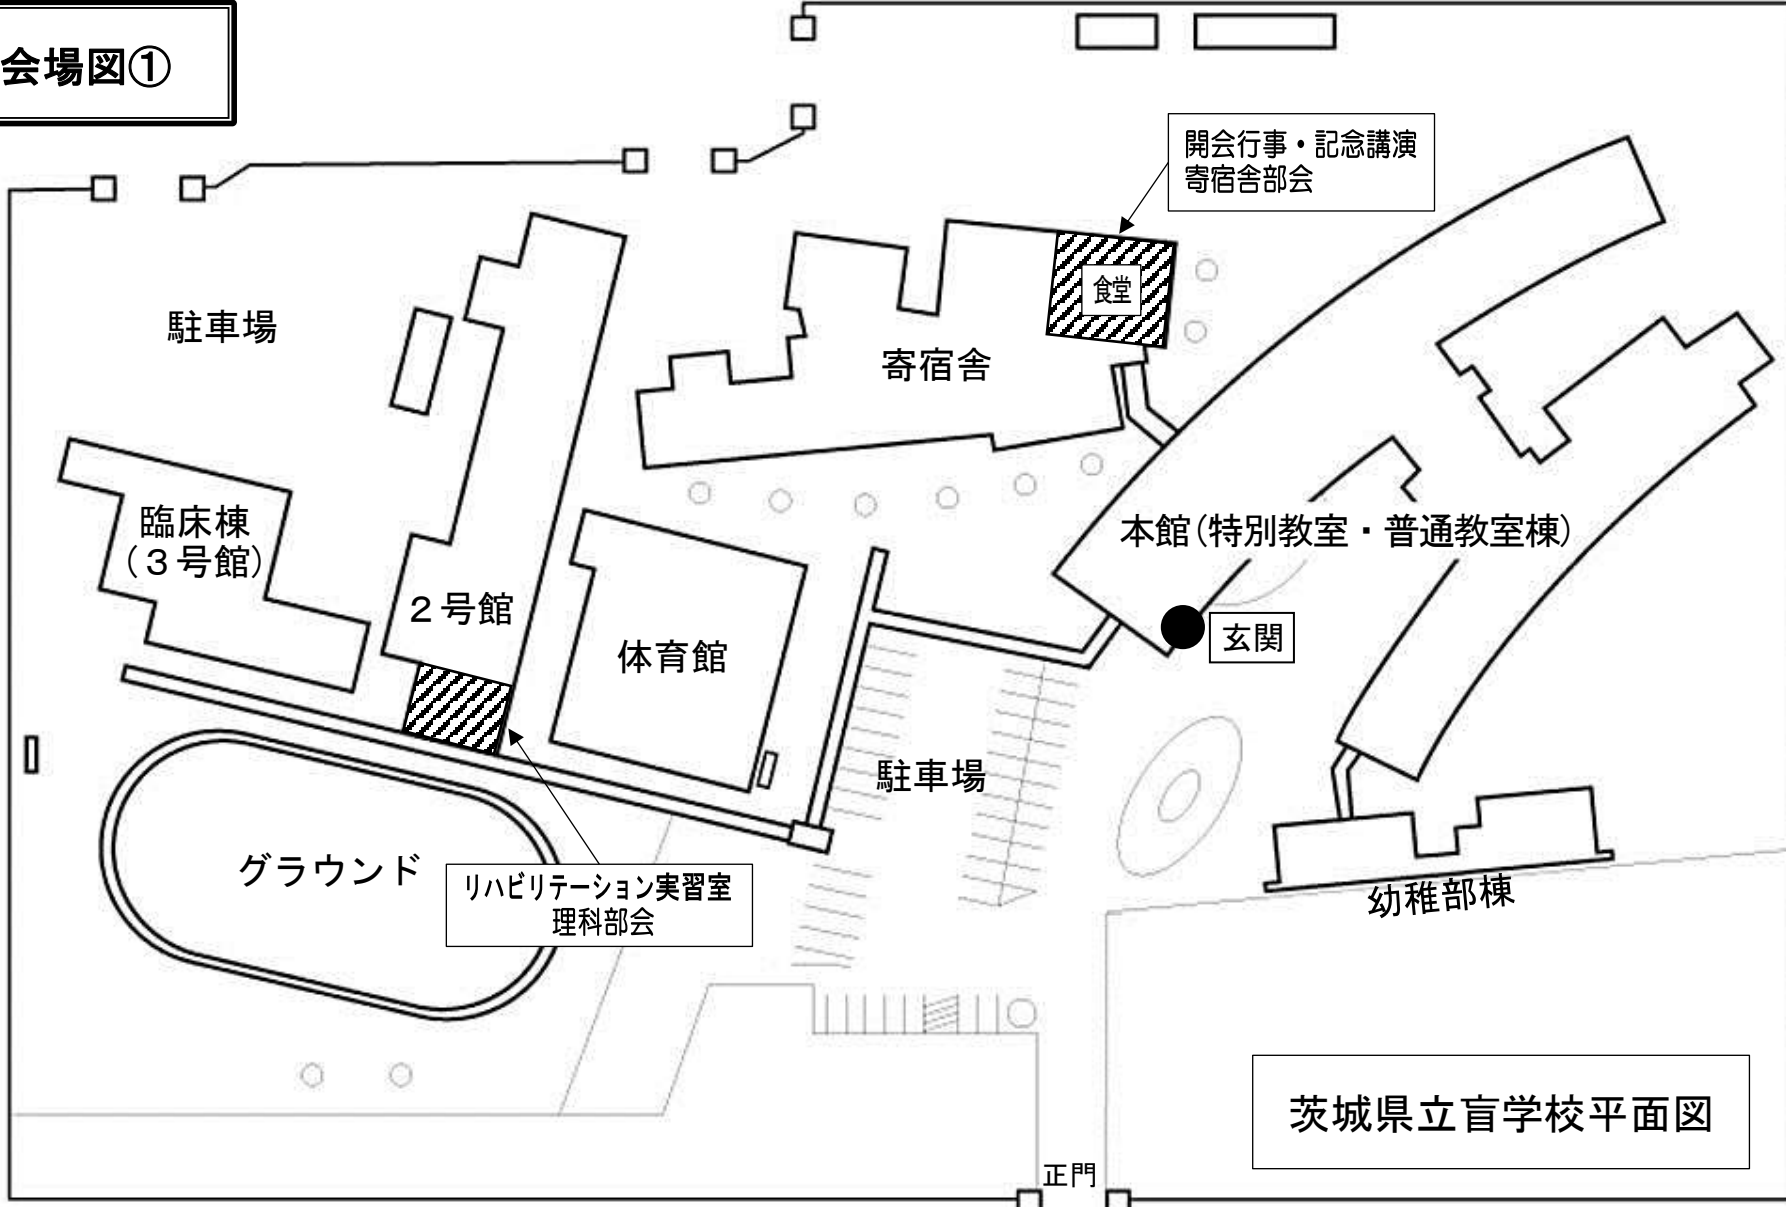 会場図①
開会行事・記念講演
寄宿舎部会
食堂
駐車場
寄宿舎
臨床棟
（３号館）
本館（特別教室・普通教室棟）
２号館
玄関
体育館
駐車場
グラウンド
リハビリテーション実習室
理科部会
幼稚部棟
茨城県立盲学校平面図
正門